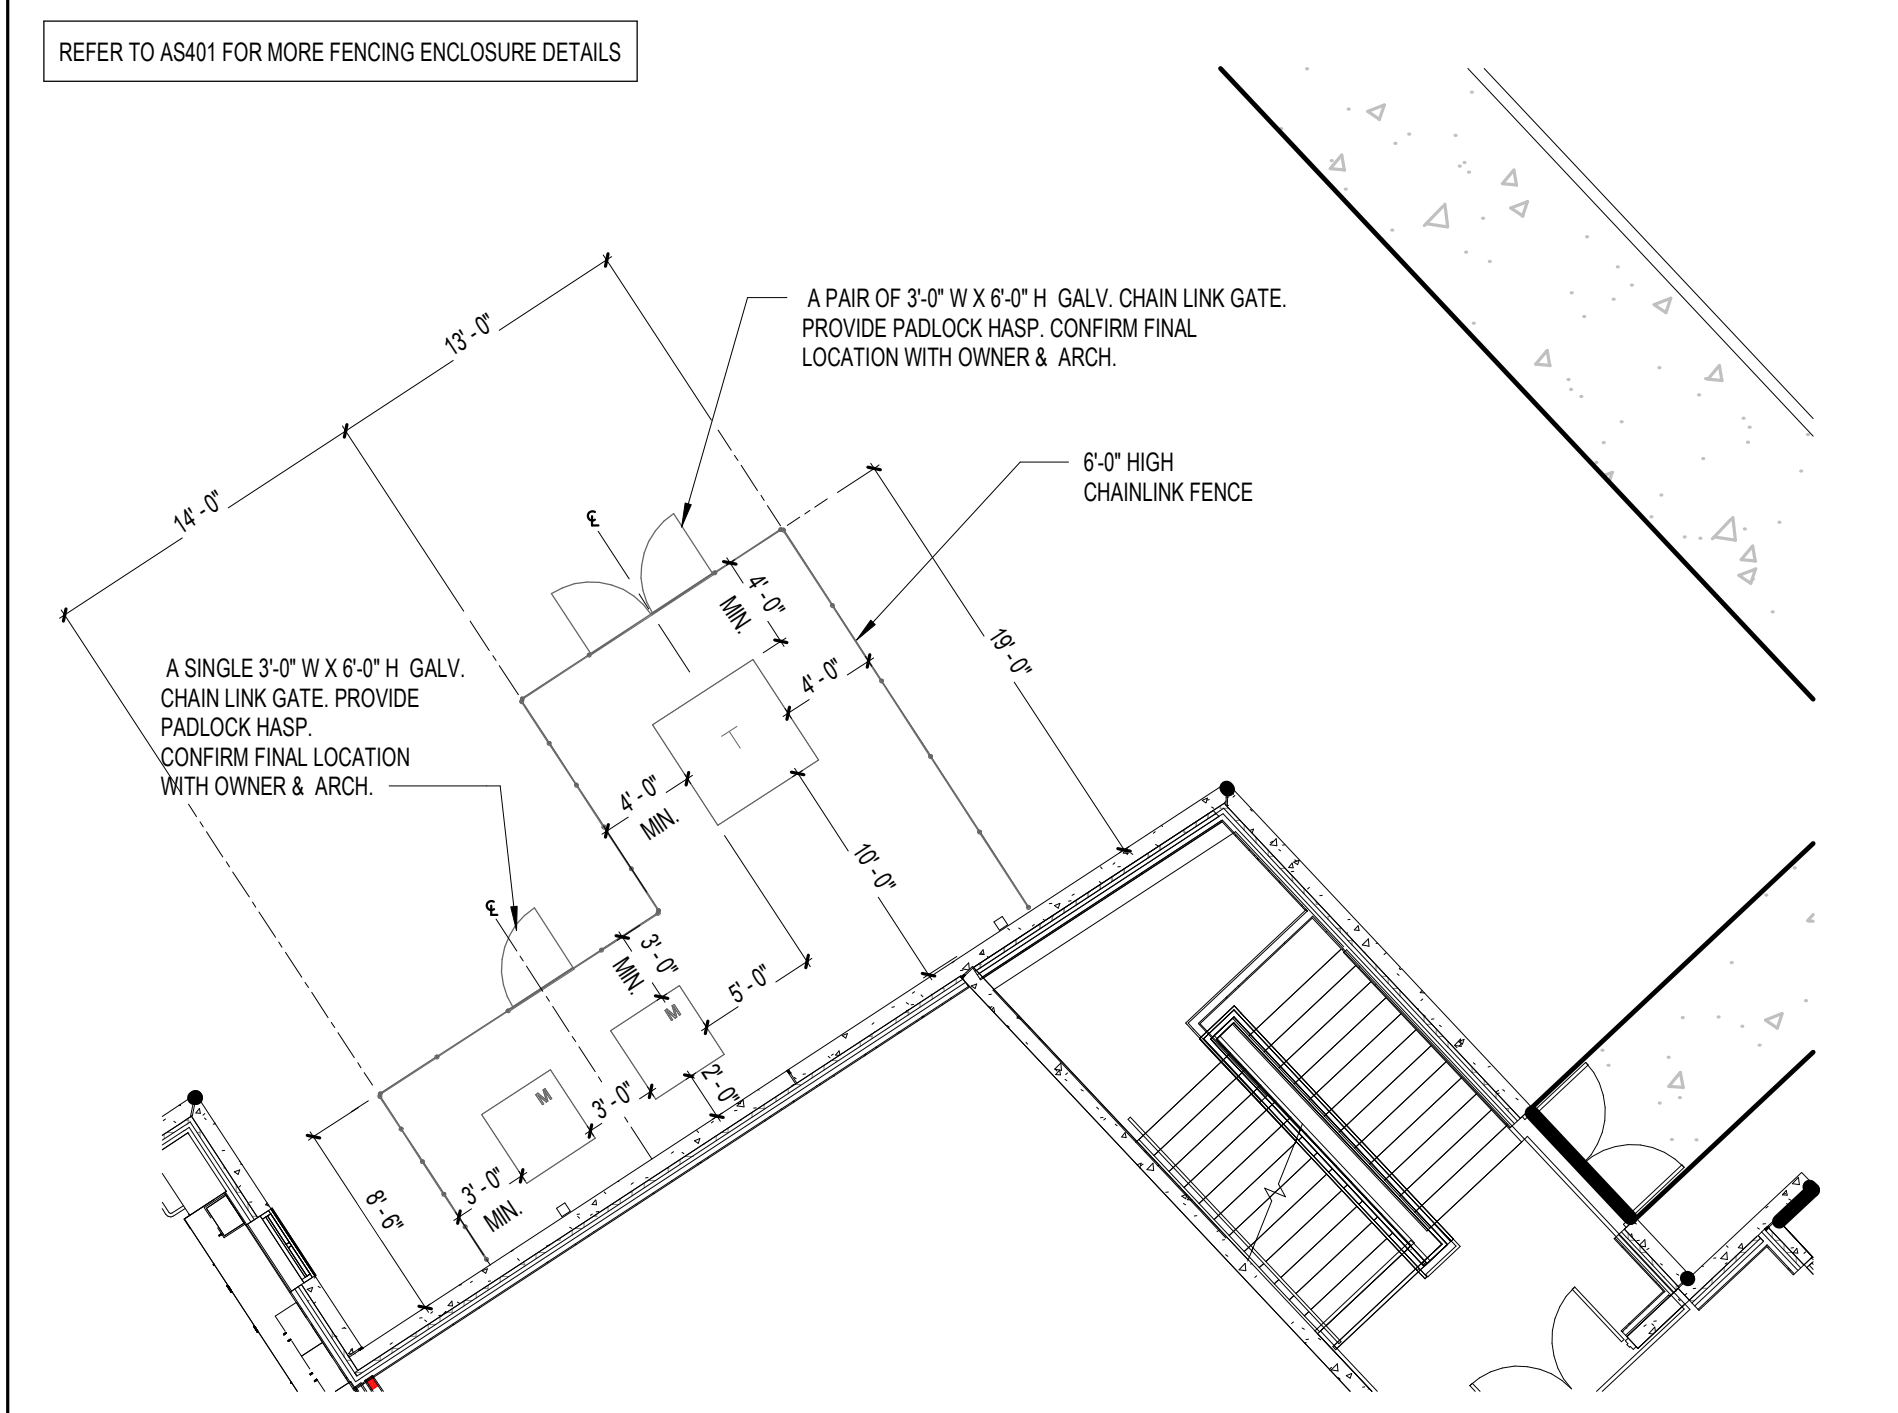 REFER TO AS401 FOR MORE FENCING ENCLOSURE DETAILS
A PAIR OF 3'-0" W X 6'-0" H GALV. CHAIN LINK GATE.
PROVIDE PADLOCK HASP. CONFIRM FINAL
LOCATION WITH OWNER & ARCH.
13' - 0"
14' - 0"
6'-0" HIGH
CHAINLINK FENCE
℄
4' - 0"
MIN.
19' - 0"
A SINGLE 3'-0" W X 6'-0" H GALV.
CHAIN LINK GATE. PROVIDE
PADLOCK HASP.
CONFIRM FINAL LOCATION
WITH OWNER & ARCH.
4' - 0"
T
4' - 0"
MIN.
10' - 0"
℄
3' - 0"
MIN.
5' - 0"
M
2' - 0"
M
3' - 0"
3' - 0"
MIN.
8' - 6"